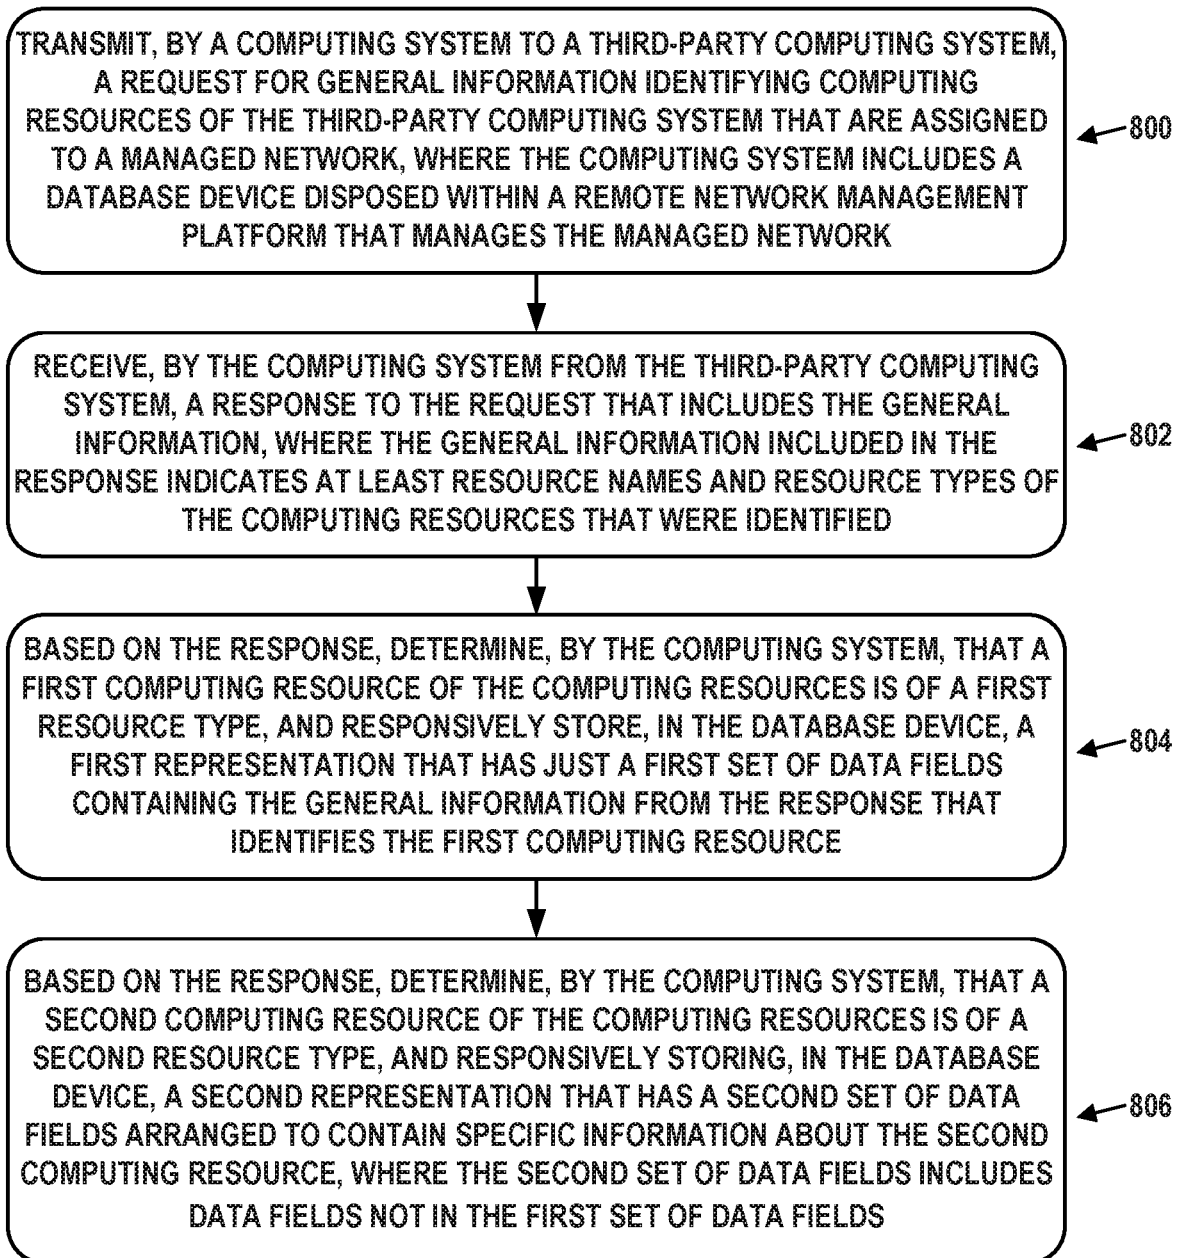 TRANSMIT, BY A COMPUTING SYSTEM TO A THIRD-PARTY COMPUTING SYSTEM,
A REQUEST FOR GENERAL INFORMATION IDENTIFYING COMPUTING
RESOURCES OF THE THIRD-PARTY COMPUTING SYSTEM THAT ARE ASSIGNED
TO A MANAGED NETWORK, WHERE THE COMPUTING SYSTEM INCLUDES A
DATABASE DEVICE DISPOSED WITHIN A REMOTE NETWORK MANAGEMENT
PLATFORM THAT MANAGES THE MANAGED NETWORK
800
RECEIVE, BY THE COMPUTING SYSTEM FROM THE THIRD-PARTY COMPUTING
SYSTEM, A RESPONSE TO THE REQUEST THAT INCLUDES THE GENERAL
INFORMATION, WHERE THE GENERAL INFORMATION INCLUDED IN THE
RESPONSE INDICATES AT LEAST RESOURCE NAMES AND RESOURCE TYPES OF
THE COMPUTING RESOURCES THAT WERE IDENTIFIED
802
BASED ON THE RESPONSE, DETERMINE, BY THE COMPUTING SYSTEM, THAT A
FIRST COMPUTING RESOURCE OF THE COMPUTING RESOURCES IS OF A FIRST
RESOURCE TYPE, AND RESPONSIVELY STORE, IN THE DATABASE DEVICE, A
FIRST REPRESENTATION THAT HAS JUST A FIRST SET OF DATA FIELDS
CONTAINING THE GENERAL INFORMATION FROM THE RESPONSE THAT
IDENTIFIES THE FIRST COMPUTING RESOURCE
804
BASED ON THE RESPONSE, DETERMINE, BY THE COMPUTING SYSTEM, THAT A
SECOND COMPUTING RESOURCE OF THE COMPUTING RESOURCES IS OF A
SECOND RESOURCE TYPE, AND RESPONSIVELY STORING, IN THE DATABASE
DEVICE, A SECOND REPRESENTATION THAT HAS A SECOND SET OF DATA
FIELDS ARRANGED TO CONTAIN SPECIFIC INFORMATION ABOUT THE SECOND
COMPUTING RESOURCE, WHERE THE SECOND SET OF DATA FIELDS INCLUDES
DATA FIELDS NOT IN THE FIRST SET OF DATA FIELDS
806